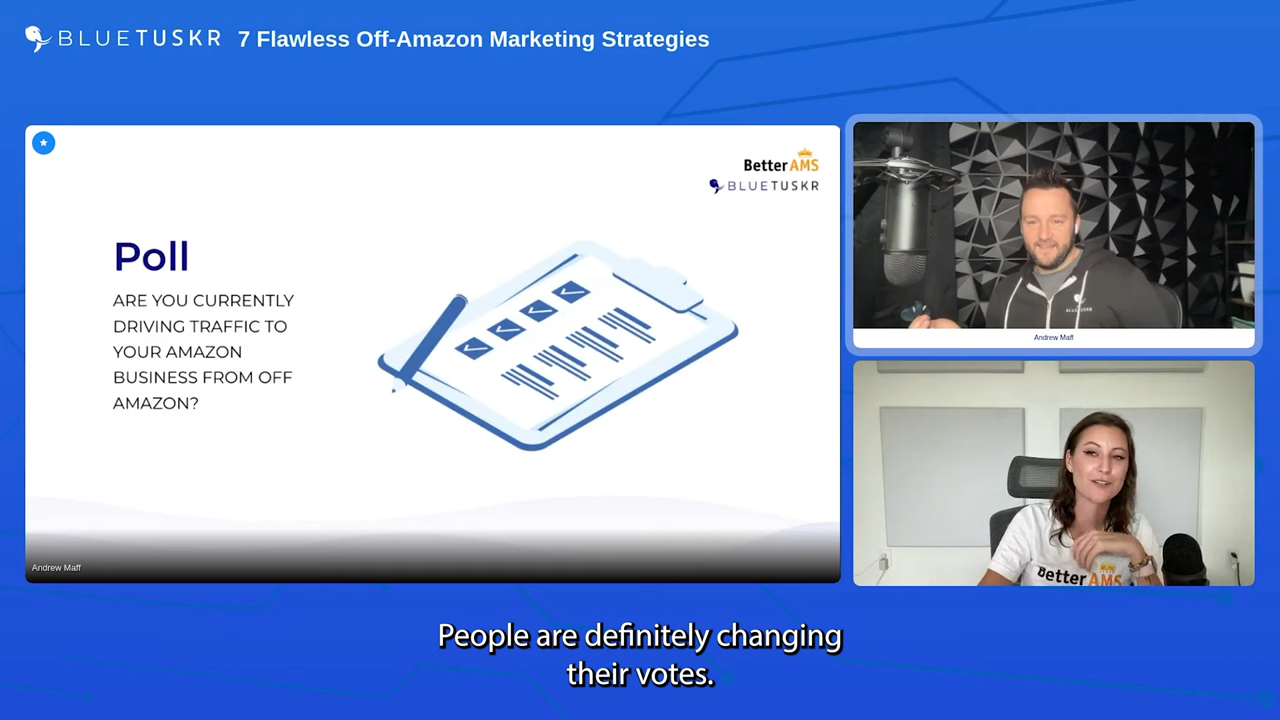 BLUETUSKR 7 Flawless Off-Amazon Marketing Strategies
BetterAMS
BLUETUSKR
Poll
ARE YOU CURRENTLY
DRIVING TRAFFIC TO
YOUR AMAZON
BUSINESS FROM OFF
AMAZON?
Andrew Maff
BLUETUSKR
Andrew Maff
Better AMS
People are definitely changing
their votes.